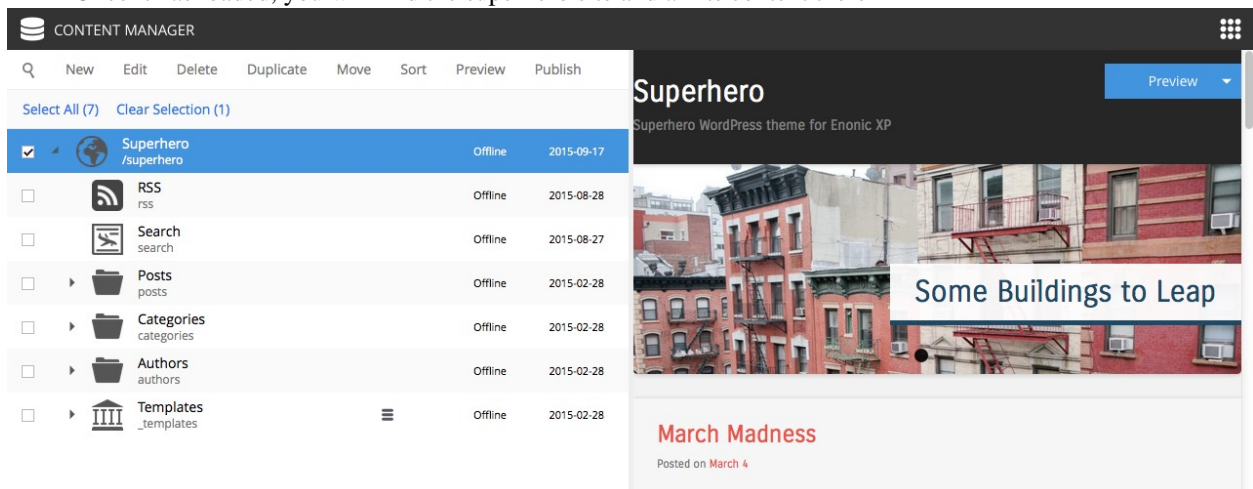 CONTENT MANAGER
New Edit Delete Duplicate Move Sort Preview Publish
Select All (7) Clear Selection (1)
Superhero
/superhero
Offline 2015-09-17
RSS
rss
Offline 2015-08-28
Search
search
Offline 2015-08-27
Posts
posts
Offline 2015-02-28
Categories
categories
Offline 2015-02-28
Authors
authors
Offline 2015-02-28
Templates
_templates
Offline 2015-02-28
Superhero
Preview
Superhero WordPress theme for Enonic XP
Some Buildings to Leap
March Madness
Posted on March 4